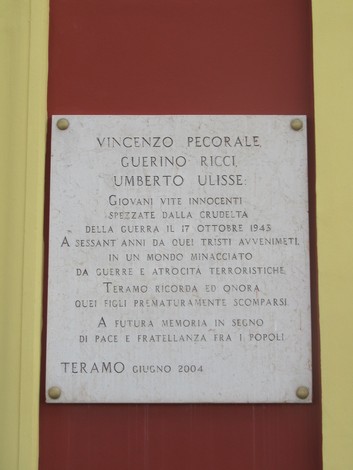 VINCENZO PECORALE,
GUERINO RICCI,
UMBERTO ULISSE:
GIOVANI VITE INNOCENTI
SPEZZATE DALLA CRUDELTA
DELLA GUERRA IL 17 OTTOBRE 1943.
A SESSANT ANNI DA QUEI TRISTI AVVENIMETI,
IN UN MONDO MINACCIATO
DA GUERRE E ATROCITA TERRORISTICHE,
TERAMO RICORDA ED ONORA
QUEI FIGLI PREMATURAMENTE SCOMPARSI.
A FUTURA MEMORIA IN SEGNO
DI PACE E FRATELLANZA FRA I POPOLI
TERAMO GIUGNO 2004